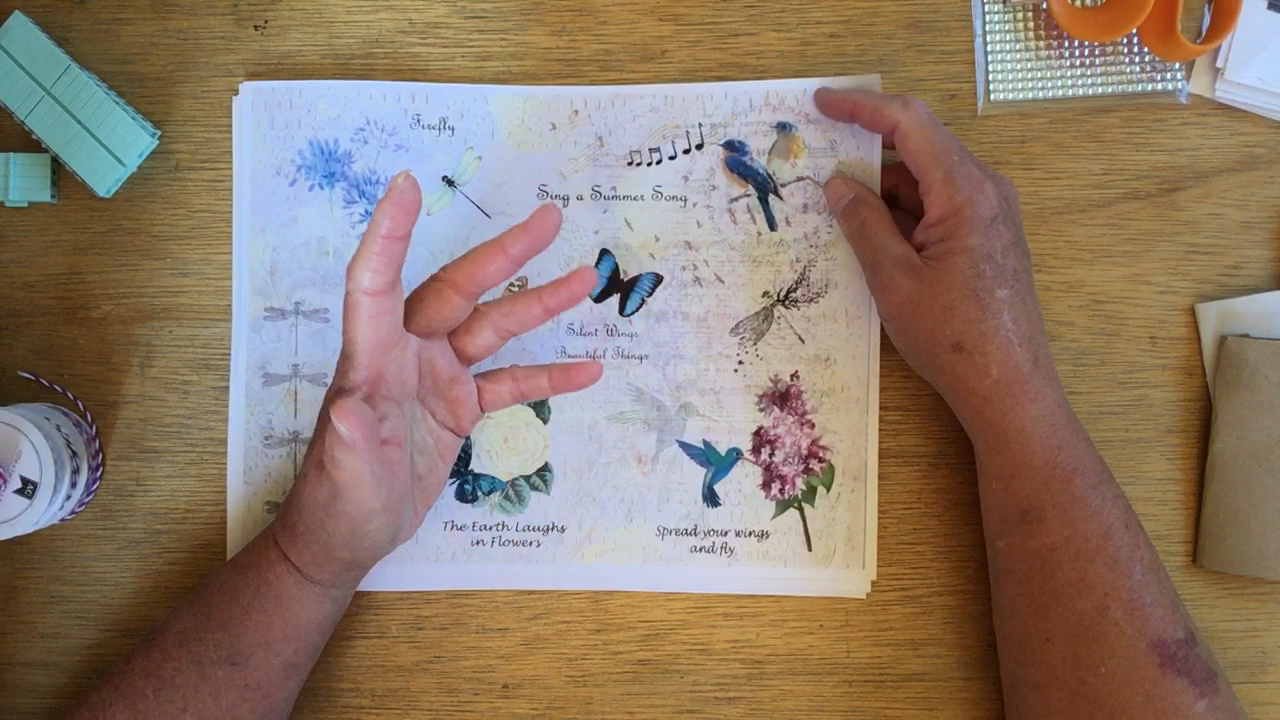 Firefly
Sing a Summer Song
Silent Wings
Beautiful Things
The Earth Laughs
in Flowers
Spread your wings
and fly